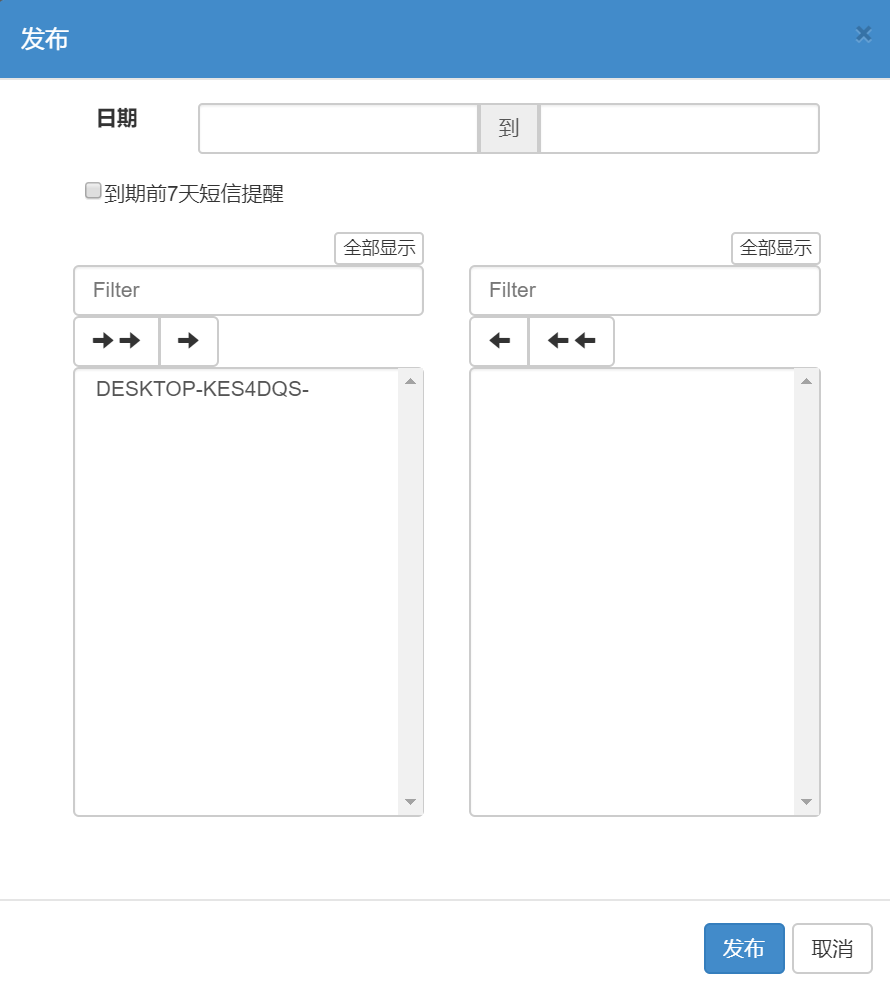 发布
×
日期
到
到期前7天短信提醒
全部显示
全部显示
Filter
Filter
DESKTOP-KES4DQS-
发布 取消